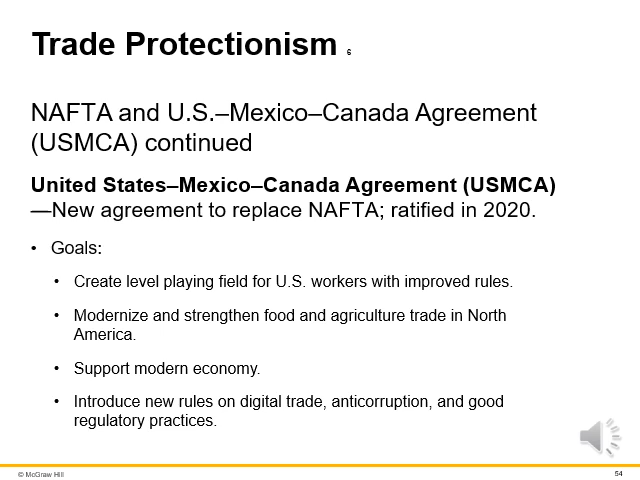 Trade Protectionism 6
NAFTA and U.S.–Mexico–Canada Agreement
(USMCA) continued
United States–Mexico–Canada Agreement (USMCA)
—New agreement to replace NAFTA; ratified in 2020.
• Goals:
• Create level playing field for U.S. workers with improved rules.
• Modernize and strengthen food and agriculture trade in North
America.
• Support modern economy.
• Introduce new rules on digital trade, anticorruption, and good
regulatory practices.
© McGraw Hill
54